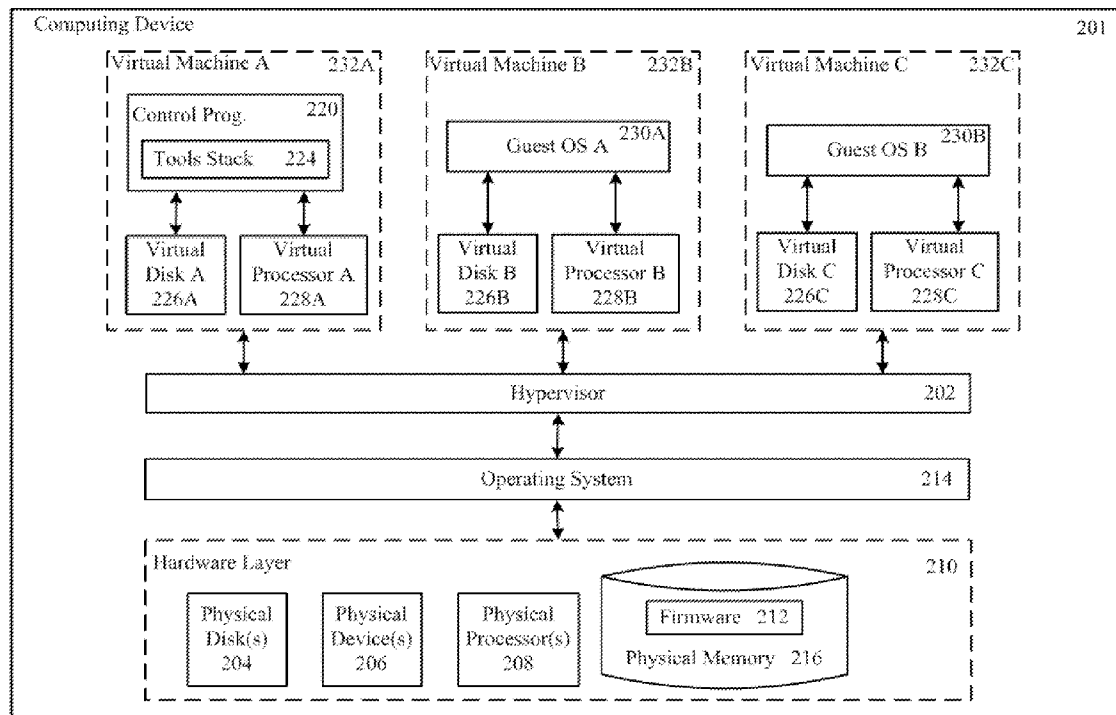 Computing Device 201
Virtual Machine A 232A
Control Prog. 220
Tools Stack 224
Virtual
Disk A
226A
Virtual
Processor A
228A
Virtual Machine B 232B
Guest OS A 230A
Virtual
Disk B
226B
Virtual
Processor B
228B
Virtual Machine C 232C
Guest OS B 230B
Virtual
Disk C
226C
Virtual
Processor C
228C
Hypervisor 202
Operating System 214
Hardware Layer 210
Physical
Disk(s)
204
Physical
Device(s)
206
Physical
Processor(s)
208
Firmware 212
Physical Memory 216